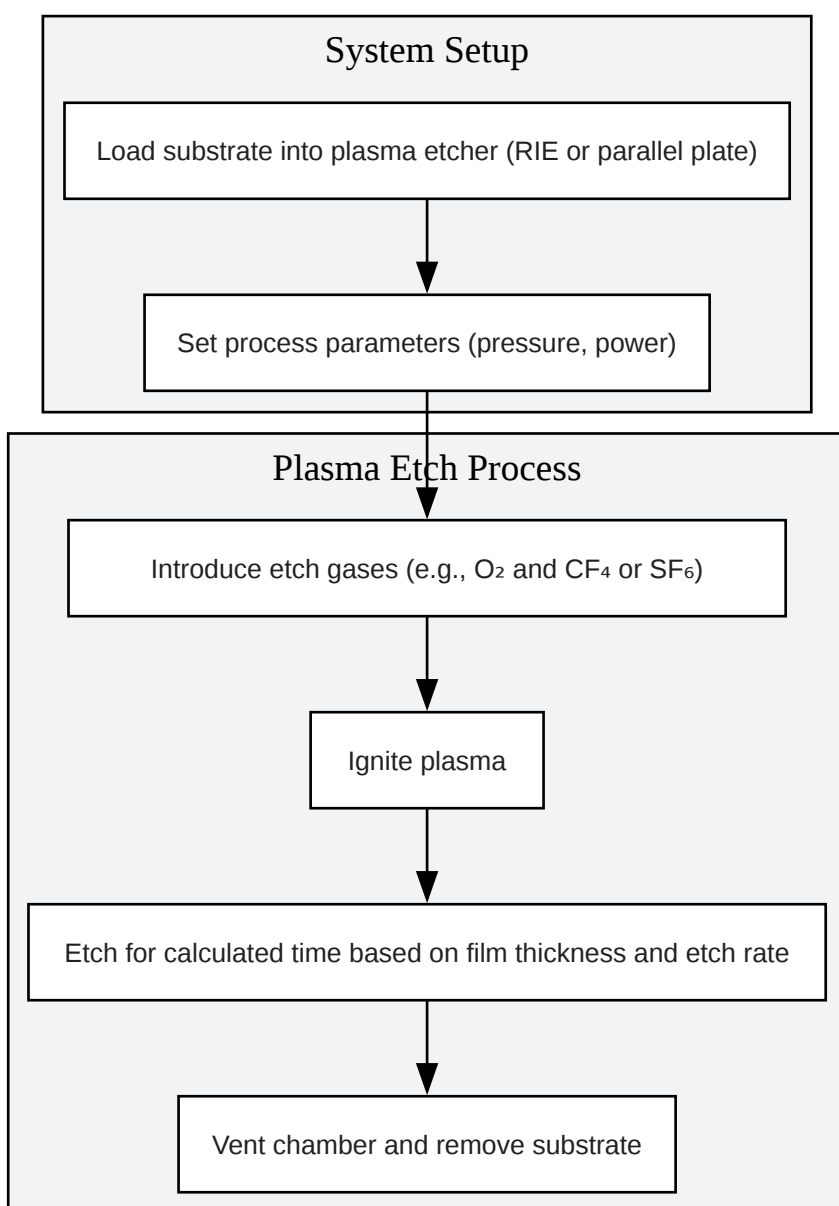 System Setup
Load substrate into plasma etcher (RIE or parallel plate)
Set process parameters (pressure, power)
Plasma Etch Process
Introduce etch gases (e.g., O₂ and CF₄ or SF₆)
Ignite plasma
Etch for calculated time based on film thickness and etch rate
Vent chamber and remove substrate